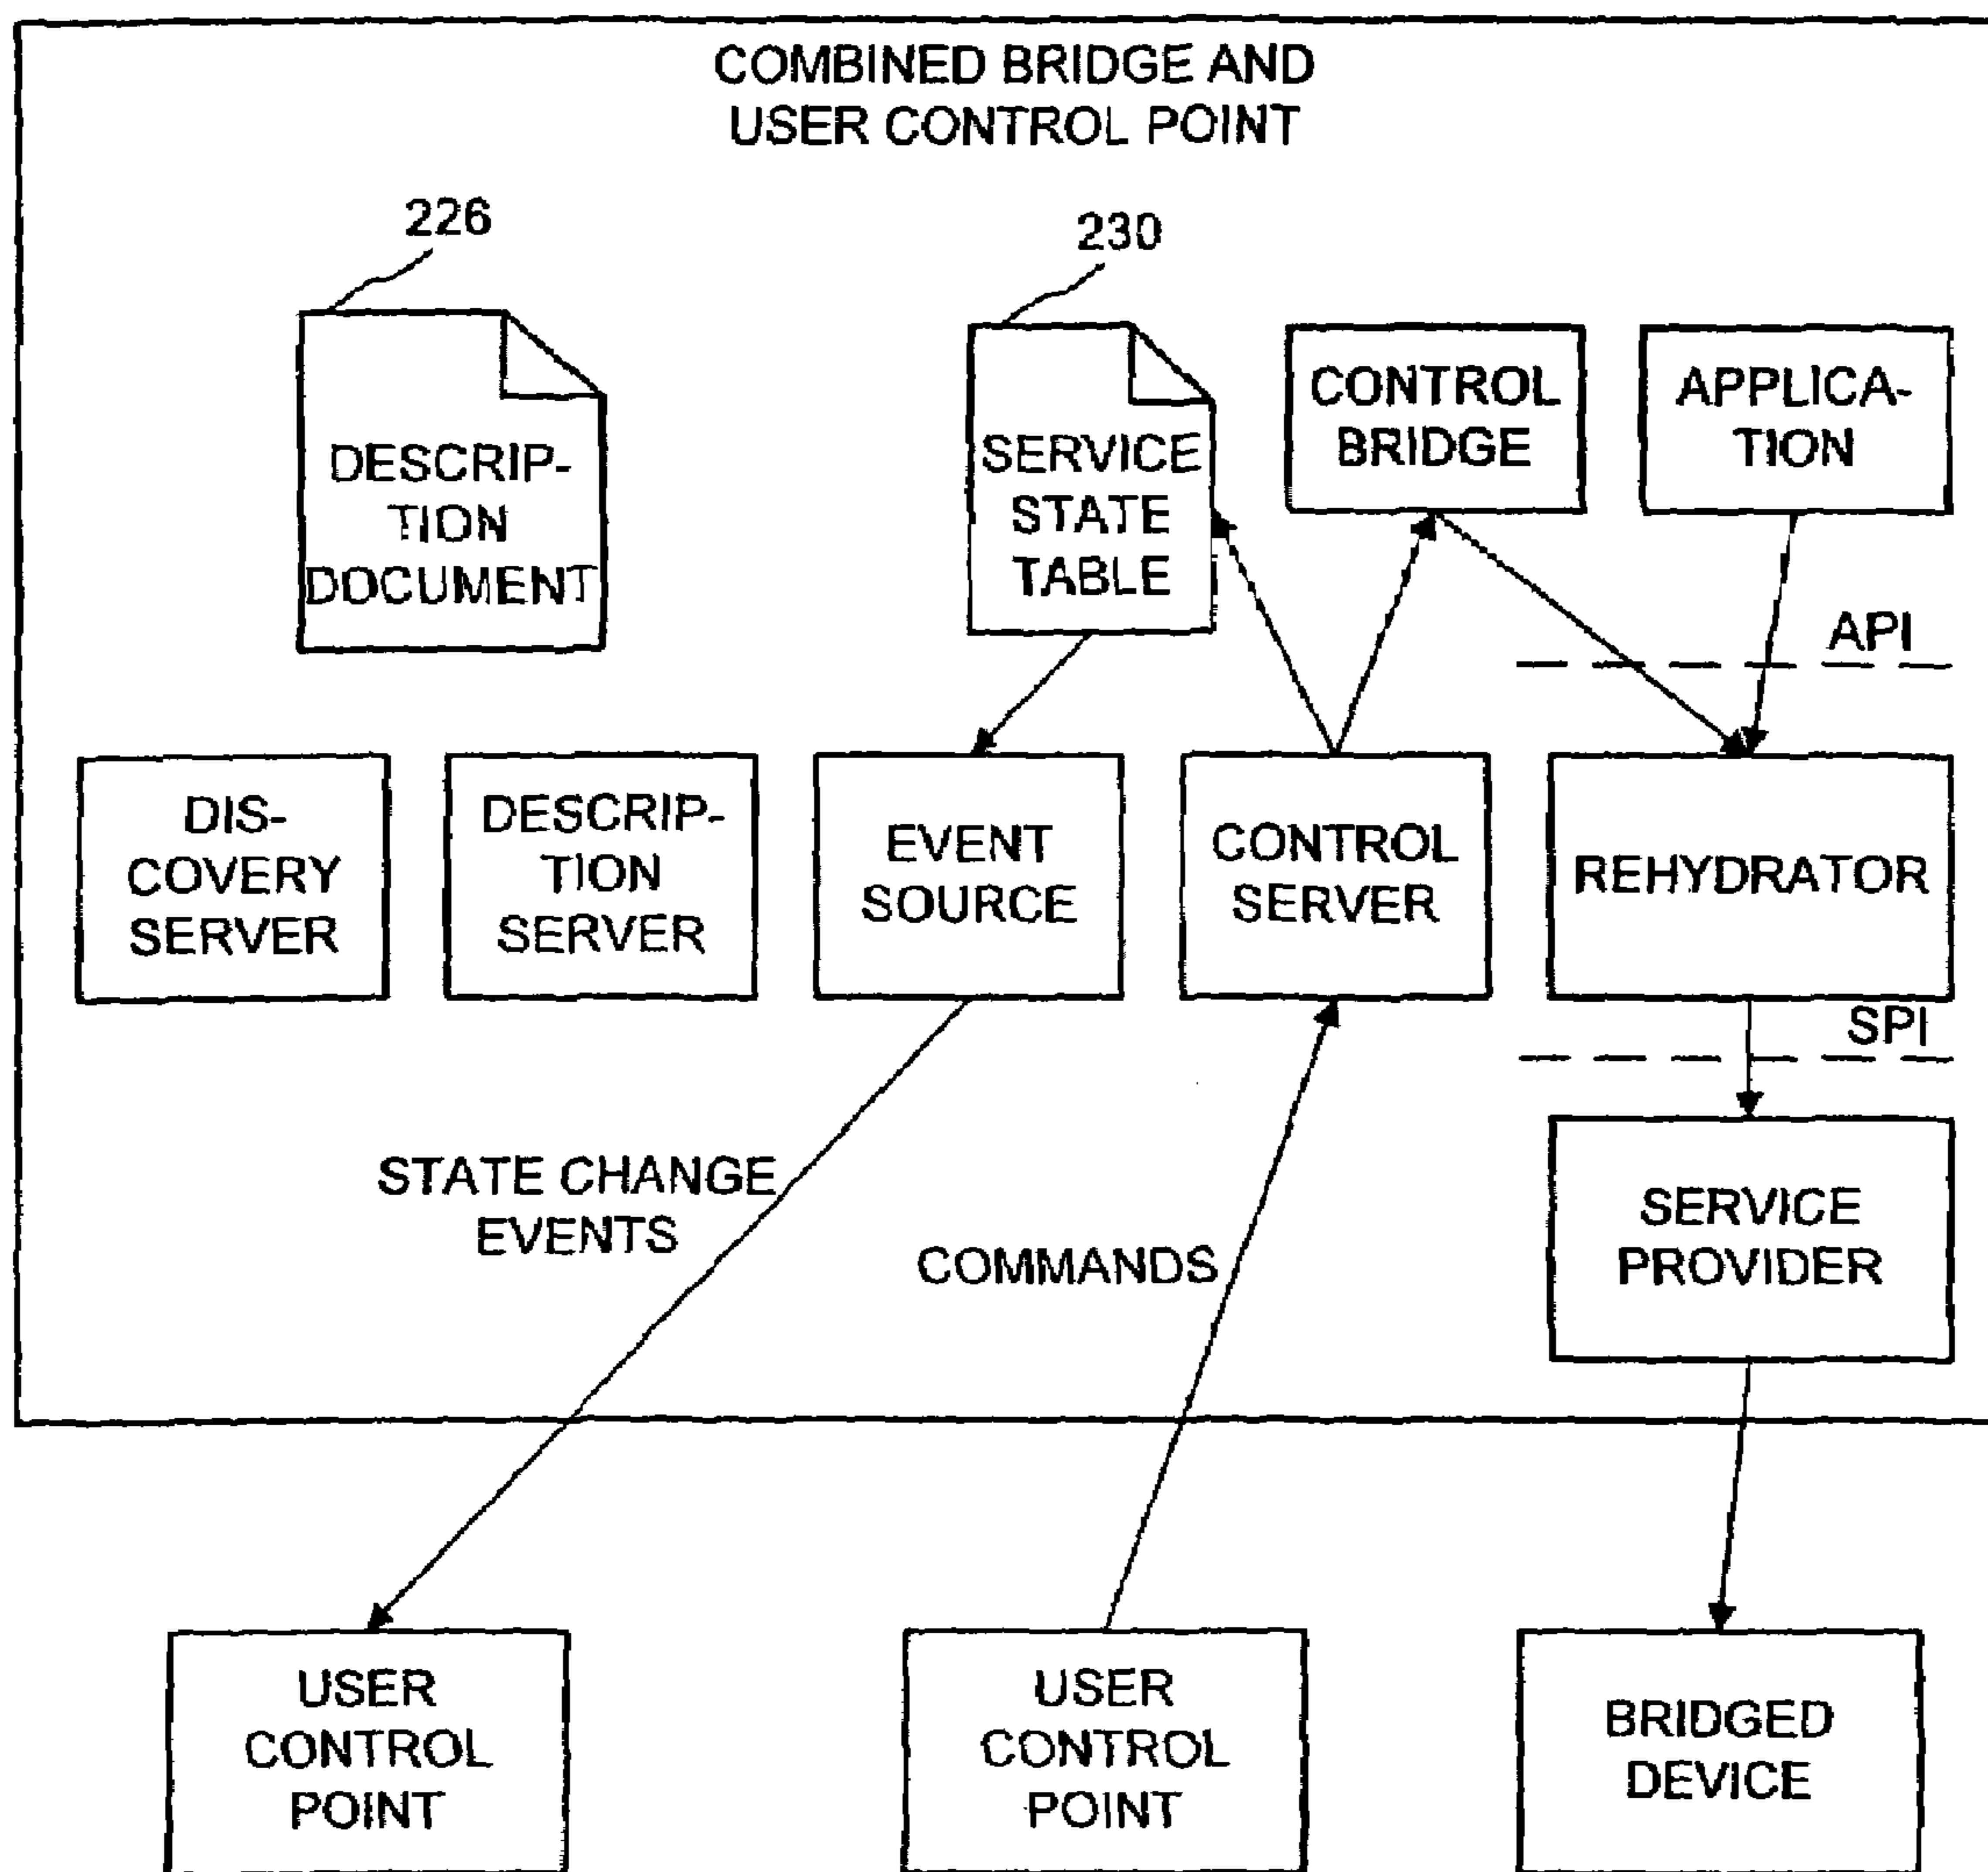 COMBINED BRIDGE AND
USER CONTROL POINT
226
230
DESCRIP-
TION
DOCUMENT
SERVICE
STATE
TABLE
CONTROL
BRIDGE
APPLICA-
TION
API
DIS-
COVERY
SERVER
DESCRIP-
TION
SERVER
EVENT
SOURCE
CONTROL
SERVER
REHYDRATOR
SPI
STATE CHANGE
EVENTS
COMMANDS
SERVICE
PROVIDER
USER
CONTROL
POINT
USER
CONTROL
POINT
BRIDGED
DEVICE